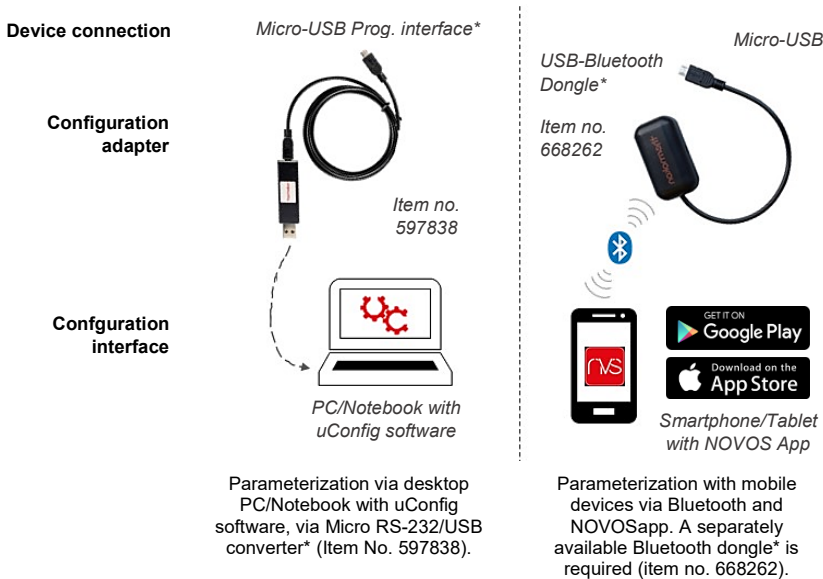 Device connection
Micro-USB Prog. interface*
Configuration
adapter
Item no.
597838
Confguration
interface
PC/Notebook with
uConfig software
Parameterization via desktop
PC/Notebook with uConfig
software, via Micro RS-232/USB
converter* (Item No. 597838).
Micro-USB
USB-Bluetooth
Dongle*
Item no.
668262
GET IT ON
Google Play
Download on the
App Store
Smartphone/Tablet
with NOVOS App
Parameterization with mobile
devices via Bluetooth and
NOVOSapp. A separately
available Bluetooth dongle* is
required (item no. 668262).